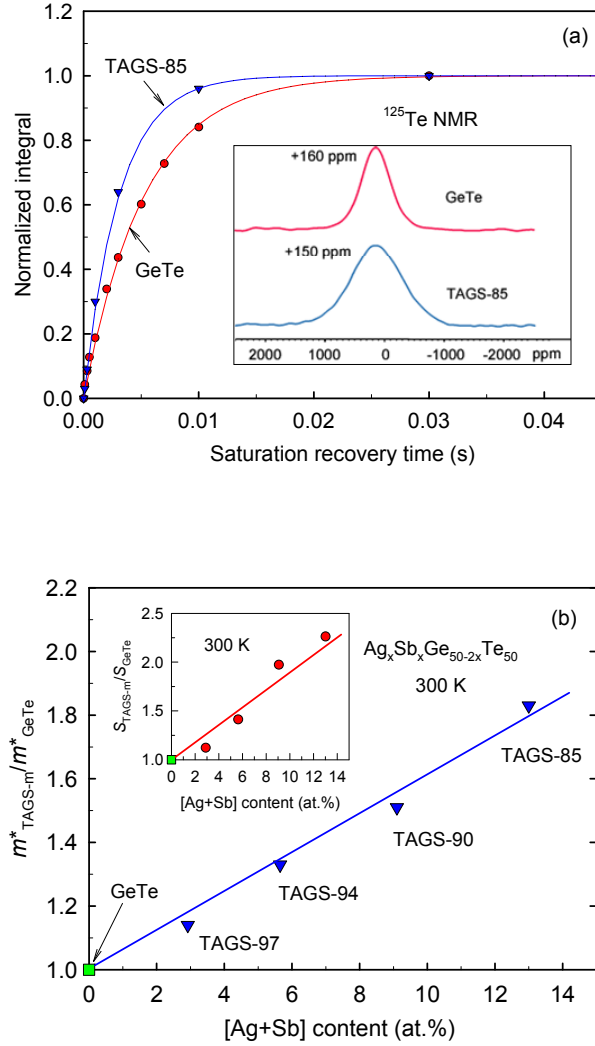 (a)
TAGS-85
GeTe
¹²⁵Te NMR
+160 ppm
GeTe
+150 ppm
TAGS-85
2000 1000 0 -1000 -2000 ppm
Normalized integral
1.0
0.8
0.6
0.4
0.2
0.0
0.00 0.01 0.02 0.03 0.04
Saturation recovery time (s)
(b)
m*TAGS-m/m*GeTe
2.2
2.0
1.8
1.6
1.4
1.2
1.0
0 2 4 6 8 10 12 14
[Ag+Sb] content (at.%)
STAGS-m/SGeTe
2.5
2.0
1.5
1.0
300 K
0 2 4 6 8 10 12 14
[Ag+Sb] content (at.%)
AgₓSbₓGe₅₀₋₂ₓTe₅₀
300 K
TAGS-85
TAGS-90
TAGS-94
TAGS-97
GeTe